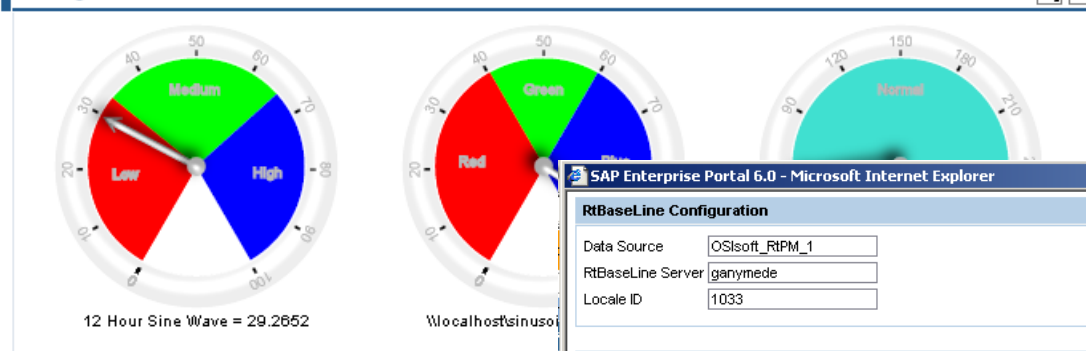 0
10
20
30
40
50
60
70
80
90
100
Low
Medium
High
12 Hour Sine Wave = 29.2652
0
10
20
30
40
50
60
70
Red
Green
\\localhost\sinusoi
90
120
150
180
210
Normal
SAP Enterprise Portal 6.0 - Microsoft Internet Explorer
RtBaseLine Configuration
Data Source OSIsoft_RtPM_1
RtBaseLine Server ganymede
Locale ID 1033